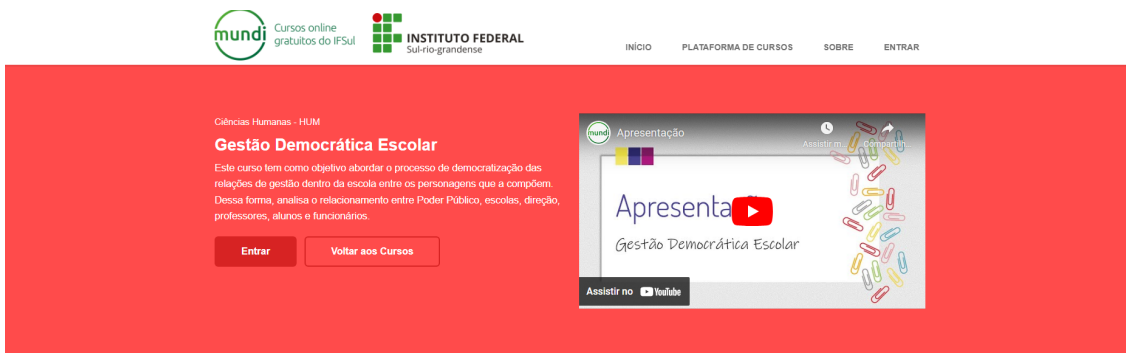 mundi
Cursos online
gratuitos do IFSul
INSTITUTO FEDERAL
Sul-rio-grandense
INÍCIO
PLATAFORMA DE CURSOS
SOBRE
ENTRAR
Ciências Humanas - HUM
Gestão Democrática Escolar
Este curso tem como objetivo abordar o processo de democratização das
relações de gestão dentro da escola entre os personagens que a compõem.
Dessa forma, analisa o relacionamento entre Poder Público, escolas, direção,
professores, alunos e funcionários.
Entrar
Voltar aos Cursos
mundi
Apresentação
Assistir m...
Compartilh...
Apresenta
Gestão Democrática Escolar
Assistir no YouTube